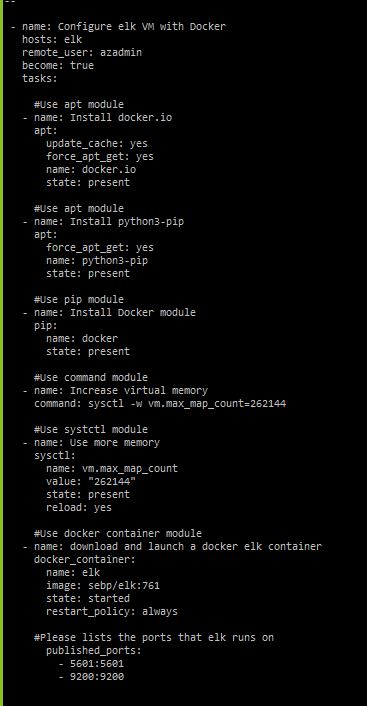 --
- name: Configure elk VM with Docker
hosts: elk
remote_user: azadmin
become: true
tasks:
#Use apt module
- name: Install docker.io
apt:
update_cache: yes
force_apt_get: yes
name: docker.io
state: present
#Use apt module
- name: Install python3-pip
apt:
force_apt_get: yes
name: python3-pip
state: present
#Use pip module
- name: Install Docker module
pip:
name: docker
state: present
#Use command module
- name: Increase virtual memory
command: sysctl -w vm.max_map_count=262144
#Use systctl module
- name: Use more memory
sysctl:
name: vm.max_map_count
value: "262144"
state: present
reload: yes
#Use docker container module
- name: download and launch a docker elk container
docker_container:
name: elk
image: sebp/elk:761
state: started
restart_policy: always
#Please lists the ports that elk runs on
published_ports:
- 5601:5601
- 9200:9200